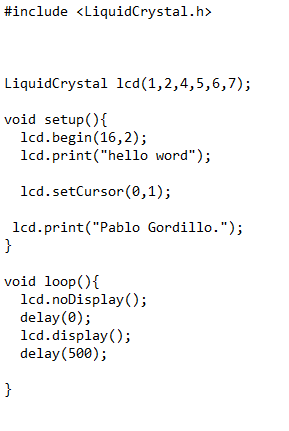 #include <LiquidCrystal.h>
LiquidCrystal lcd(1,2,4,5,6,7);
void setup(){
lcd.begin(16,2);
lcd.print("hello word");
lcd.setCursor(0,1);
lcd.print("Pablo Gordillo.");
}
void loop(){
lcd.noDisplay();
delay(0);
lcd.display();
delay(500);
}